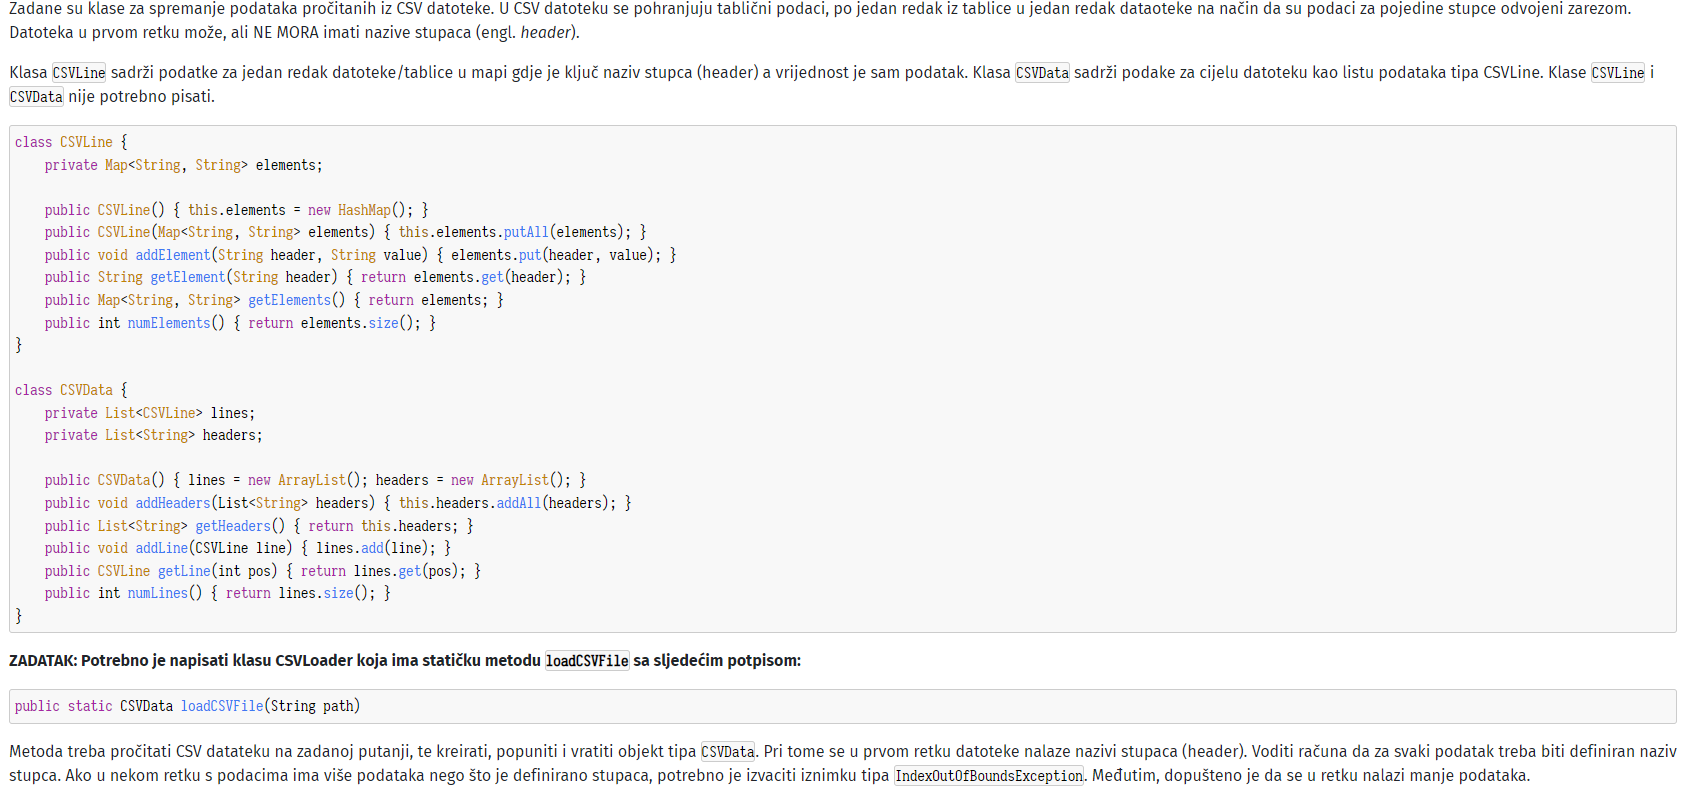 Zadane su klase za spremanje podataka pročitanih iz CSV datoteke. U CSV datoteku se pohranjuju tablični podaci, po jedan redak iz tablice u jedan redak dataoteke na način da su podaci za pojedine stupce odvojeni zarezom.
Datoteka u prvom retku može, ali NE MORA imati nazive stupaca (engl. header).
Klasa CSVLine sadrži podatke za jedan redak datoteke/tablice u mapi gdje je ključ naziv stupca (header) a vrijednost je sam podatak. Klasa CSVData sadrži podake za cijelu datoteku kao listu podataka tipa CSVLine. Klase CSVLine i
CSVData nije potrebno pisati.
class CSVLine {
    private Map<String, String> elements;
    public CSVLine() { this.elements = new HashMap(); }
    public CSVLine(Map<String, String> elements) { this.elements.putAll(elements); }
    public void addElement(String header, String value) { elements.put(header, value); }
    public String getElement(String header) { return elements.get(header); }
    public Map<String, String> getElements() { return elements; }
    public int numElements() { return elements.size(); }
}
class CSVData {
    private List<CSVLine> lines;
    private List<String> headers;
    public CSVData() { lines = new ArrayList(); headers = new ArrayList(); }
    public void addHeaders(List<String> headers) { this.headers.addAll(headers); }
    public List<String> getHeaders() { return this.headers; }
    public void addLine(CSVLine line) { lines.add(line); }
    public CSVLine getLine(int pos) { return lines.get(pos); }
    public int numLines() { return lines.size(); }
}
ZADATAK: Potrebno je napisati klasu CSVLoader koja ima statičku metodu loadCSVFile sa sljedećim potpisom:
public static CSVData loadCSVFile(String path)
Metoda treba pročitati CSV datateku na zadanoj putanji, te kreirati, popuniti i vratiti objekt tipa CSVData. Pri tome se u prvom retku datoteke nalaze nazivi stupaca (header). Voditi računa da za svaki podatak treba biti definiran naziv
stupca. Ako u nekom retku s podacima ima više podataka nego što je definirano stupaca, potrebno je izvaciti iznimku tipa IndexOutOfBoundsException. Međutim, dopušteno je da se u retku nalazi manje podataka.